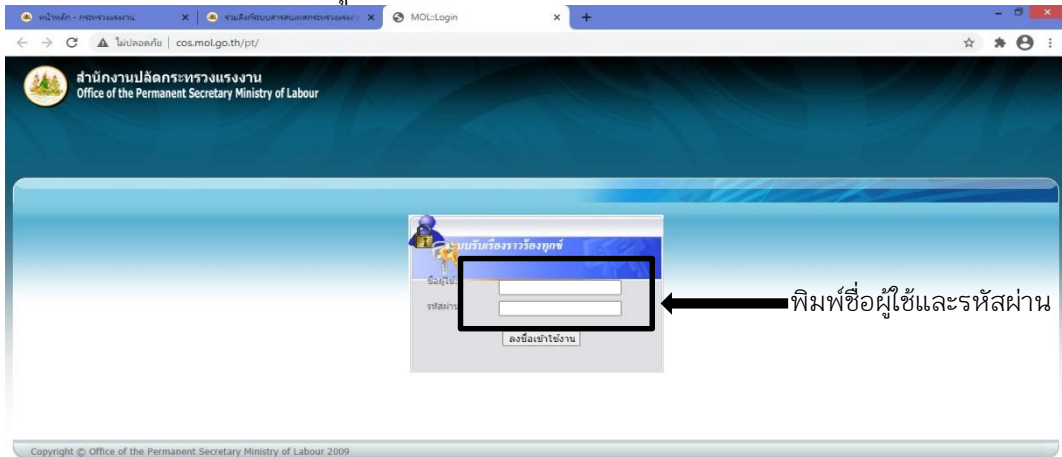 หน้าหลัก - กระทรวงแรงงาน
MOL::Login
ไม่ปลอดภัย | cos.mol.go.th/pt/
สำนักงานปลัดกระทรวงแรงงาน
Office of the Permanent Secretary Ministry of Labour
ระบบรับเรื่องราวร้องทุกข์
ชื่อผู้ใช้
รหัสผ่าน
พิมพ์ชื่อผู้ใช้และรหัสผ่าน
ลงชื่อเข้าใช้งาน
Copyright © Office of the Permanent Secretary Ministry of Labour 2009